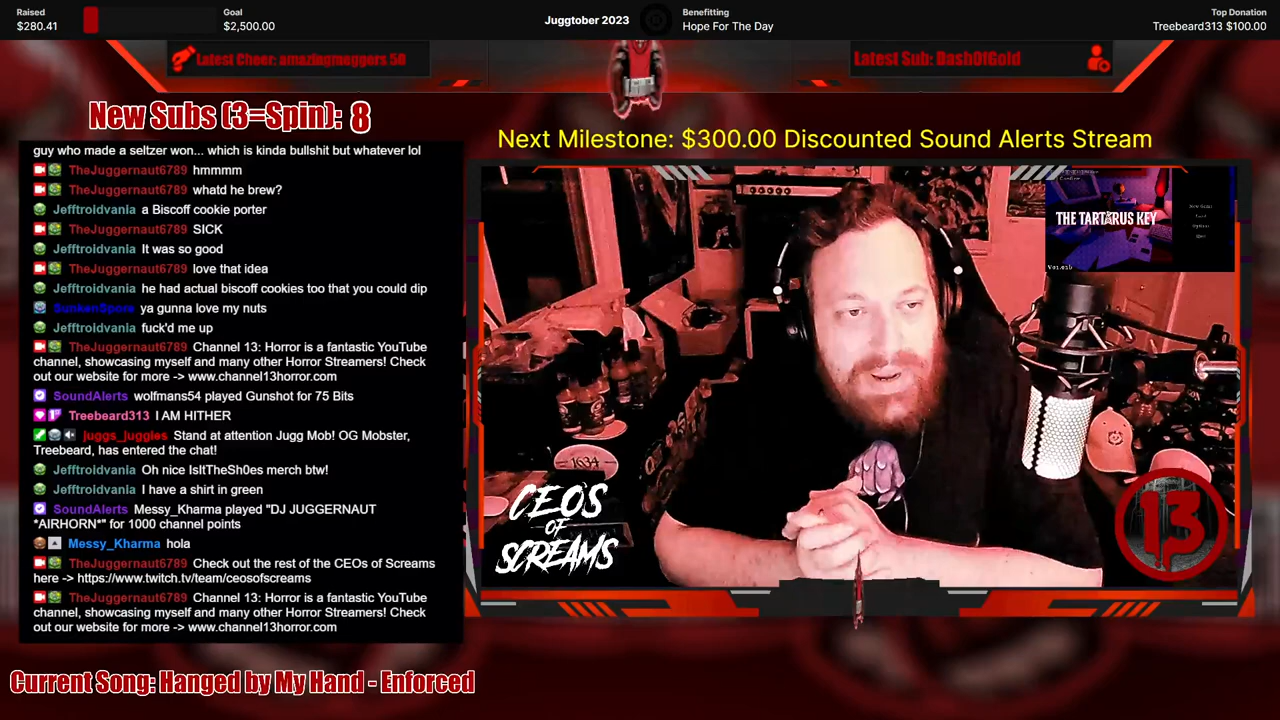 Raised
$280.41
Goal
$2,500.00
Juggtober 2023
Benefitting
Hope For The Day
Top Donation
Treebeard313 $100.00
Latest Cheer: amazingmeggers 50
Latest Sub: DashOfGold
New Subs (3=Spin): 8
Next Milestone: $300.00 Discounted Sound Alerts Stream
guy who made a seltzer won... which is kinda bullshit but whatever lol
TheJuggernaut6789 hmmmm
TheJuggernaut6789 whatd he brew?
Jefftroidvania a Biscoff cookie porter
TheJuggernaut6789 SICK
Jefftroidvania It was so good
TheJuggernaut6789 love that idea
Jefftroidvania he had actual biscoff cookies too that you could dip
SunkenSpore ya gunna love my nuts
Jefftroidvania fuck'd me up
TheJuggernaut6789 Channel 13: Horror is a fantastic YouTube
channel, showcasing myself and many other Horror Streamers! Check
out our website for more -> www.channel13horror.com
SoundAlerts wolfmans54 played Gunshot for 75 Bits
Treebeard313 I AM HITHER
juggs_juggies Stand at attention Jugg Mob! OG Mobster,
Treebeard, has entered the chat!
Jefftroidvania Oh nice IsItTheSh0es merch btw!
Jefftroidvania I have a shirt in green
SoundAlerts Messy_Kharma played "DJ JUGGERNAUT
*AIRHORN*" for 1000 channel points
Messy_Kharma hola
TheJuggernaut6789 Check out the rest of the CEOs of Screams
here -> https://www.twitch.tv/team/ceosofscreams
TheJuggernaut6789 Channel 13: Horror is a fantastic YouTube
channel, showcasing myself and many other Horror Streamers! Check
out our website for more -> www.channel13horror.com
THE TARTARUS KEY
1634
CEO'S
OF
SCREAMS
13
Current Song: Hanged by My Hand - Enforced